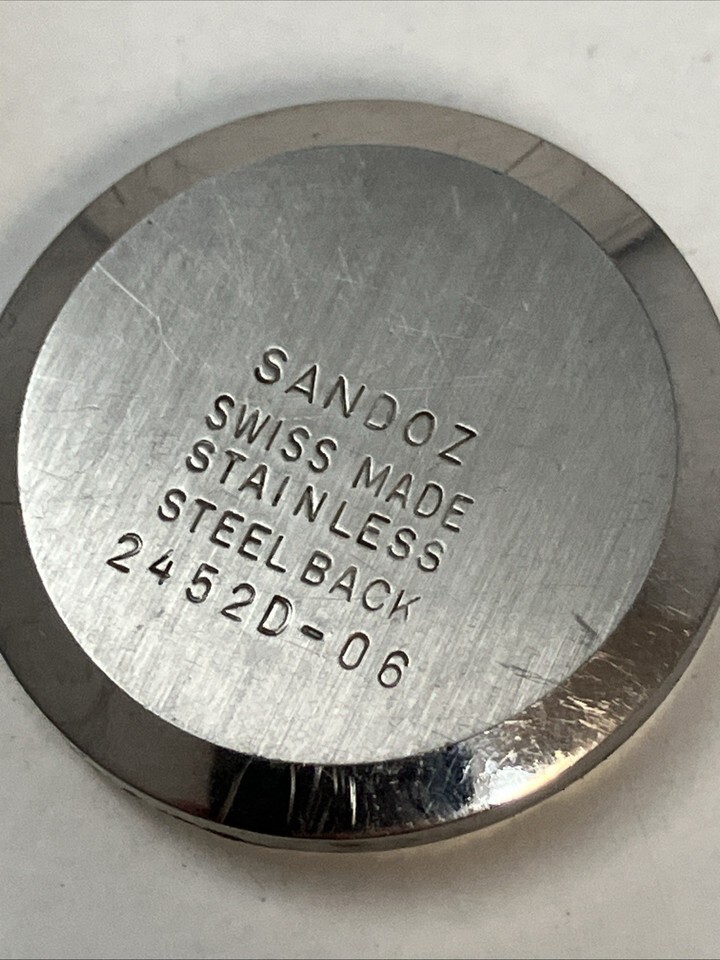 SANDOZ
SWISS MADE
STAINLESS
STEEL BACK
2452D-06